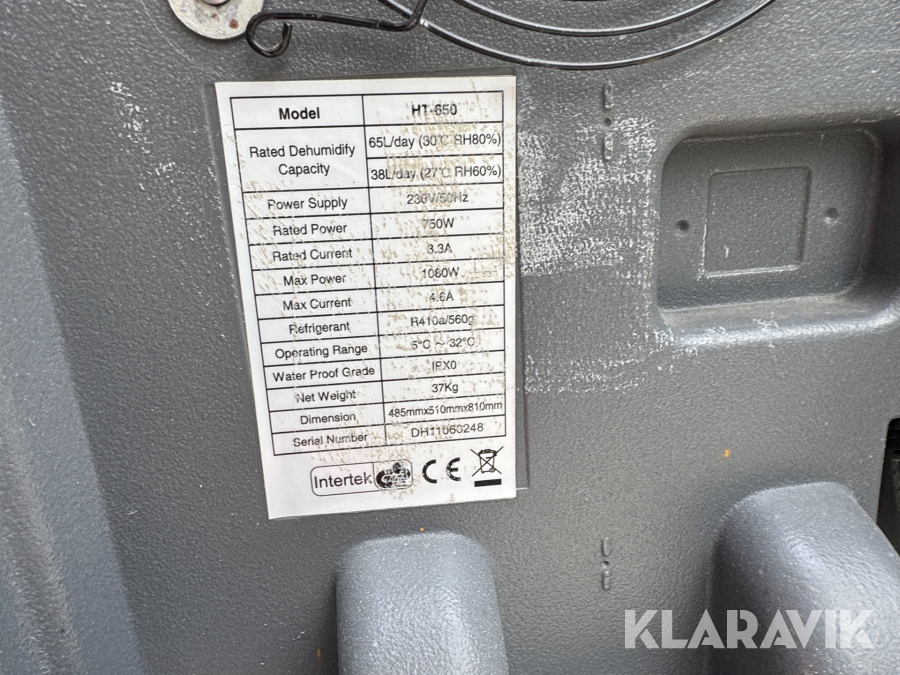 Model HT-650
Rated Dehumidify Capacity 65L/day (30℃ RH80%)
38L/day (27℃ RH60%)
Power Supply 230V/50Hz
Rated Power 750W
Rated Current 3.3A
Max Power 1080W
Max Current 4.6A
Refrigerant R410a/560g
Operating Range 5°C ~ 32°C
Water Proof Grade IPX0
Net Weight 37Kg
Dimension 485mmx510mmx810mm
Serial Number DH11060248
Intertek CE
KLARAVIK